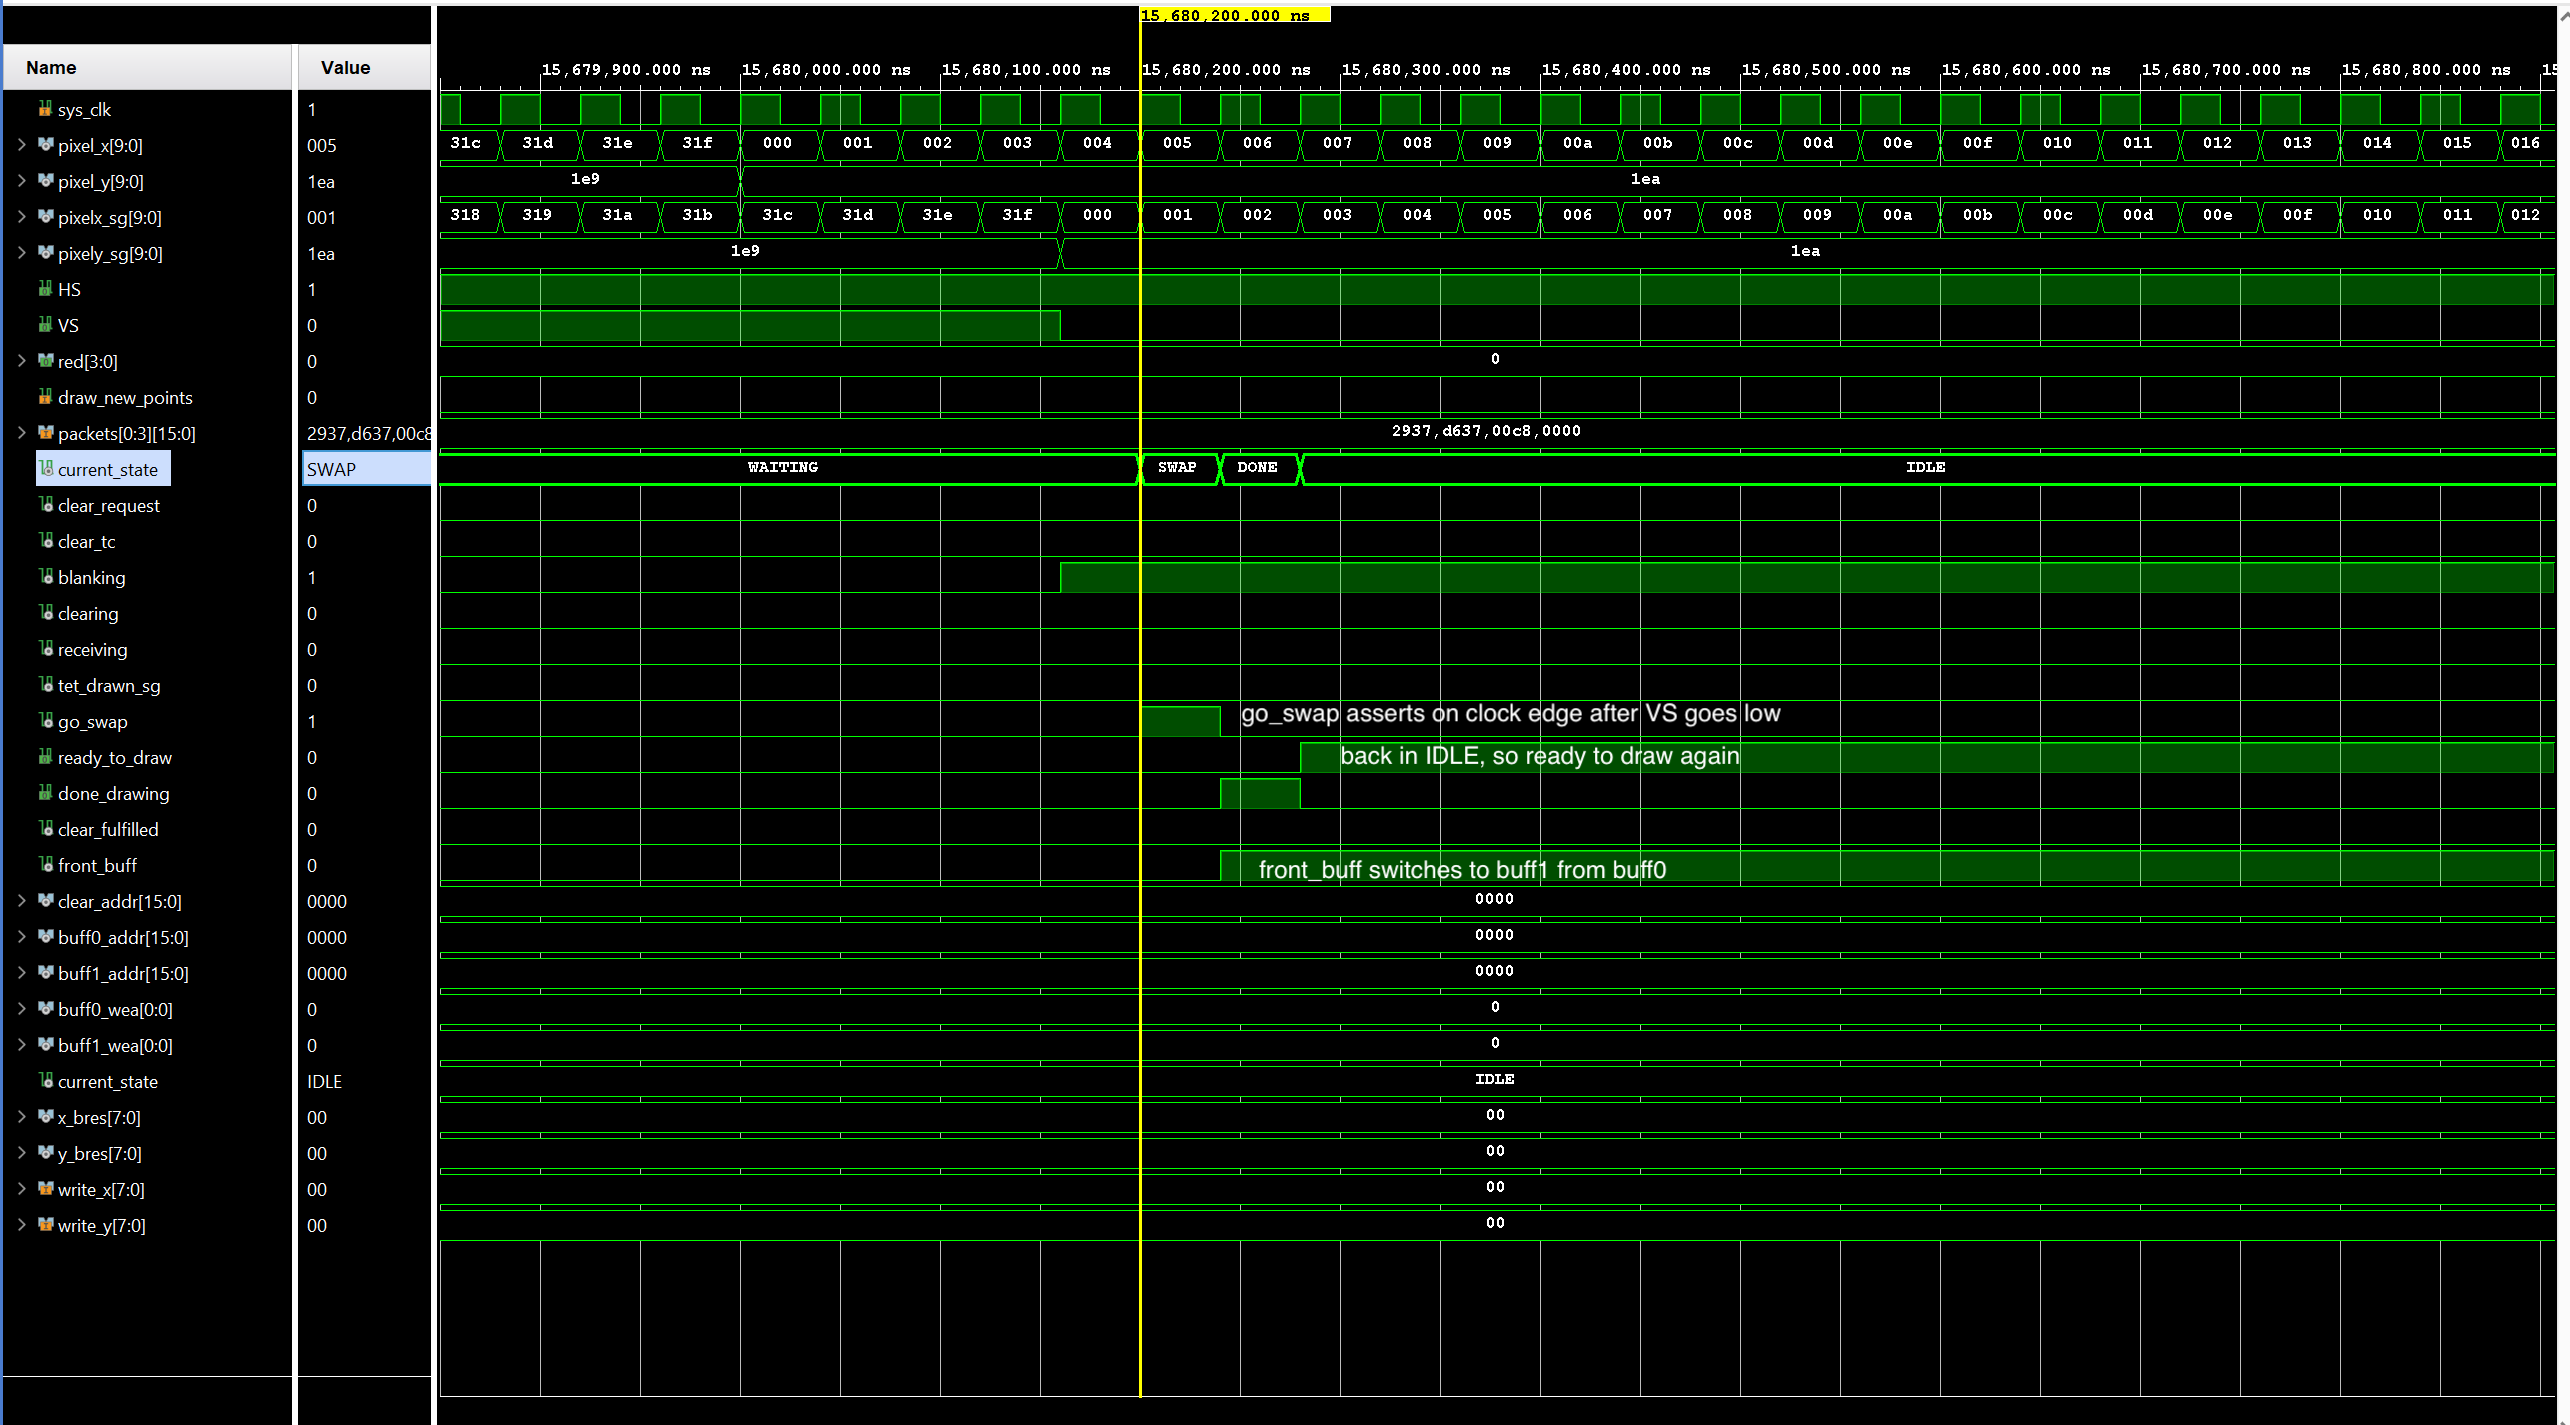 15,680,200.000 ns
Name Value 15,679,900.000 ns 15,680,000.000 ns 15,680,100.000 ns 15,680,200.000 ns 15,680,300.000 ns 15,680,400.000 ns 15,680,500.000 ns 15,680,600.000 ns 15,680,700.000 ns 15,680,800.000 ns
sys_clk 1
pixel_x[9:0] 005 31c 31d 31e 31f 000 001 002 003 004 005 006 007 008 009 00a 00b 00c 00d 00e 00f 010 011 012 013 014 015 016
pixel_y[9:0] 1ea 1e9 1ea
pixelx_sg[9:0] 001 318 319 31a 31b 31c 31d 31e 31f 000 001 002 003 004 005 006 007 008 009 00a 00b 00c 00d 00e 00f 010 011 012
pixely_sg[9:0] 1ea 1e9 1ea
HS 1
VS 0
red[3:0] 0 0
draw_new_points 0
packets[0:3][15:0] 2937,d637,00c8 2937,d637,00c8,0000
current_state SWAP WAITING SWAP DONE IDLE
clear_request 0
clear_tc 0
blanking 1
clearing 0
receiving 0
tet_drawn_sg 0
go_swap 1 go_swap asserts on clock edge after VS goes low
ready_to_draw 0 back in IDLE, so ready to draw again
done_drawing 0
clear_fulfilled 0
front_buff 0 front_buff switches to buff1 from buff0
clear_addr[15:0] 0000 0000
buff0_addr[15:0] 0000 0000
buff1_addr[15:0] 0000 0000
buff0_wea[0:0] 0 0
buff1_wea[0:0] 0 0
current_state IDLE IDLE
x_bres[7:0] 00 00
y_bres[7:0] 00 00
write_x[7:0] 00 00
write_y[7:0] 00 00